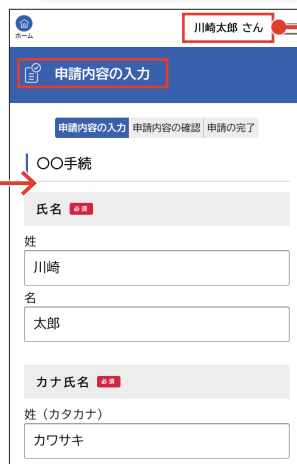 ホーム
川崎太郎 さん
申請内容の入力
申請内容の入力 申請内容の確認 申請の完了
〇〇手続
氏名 必須
姓
川崎
名
太郎
カナ氏名 必須
姓（カタカナ）
カワサキ